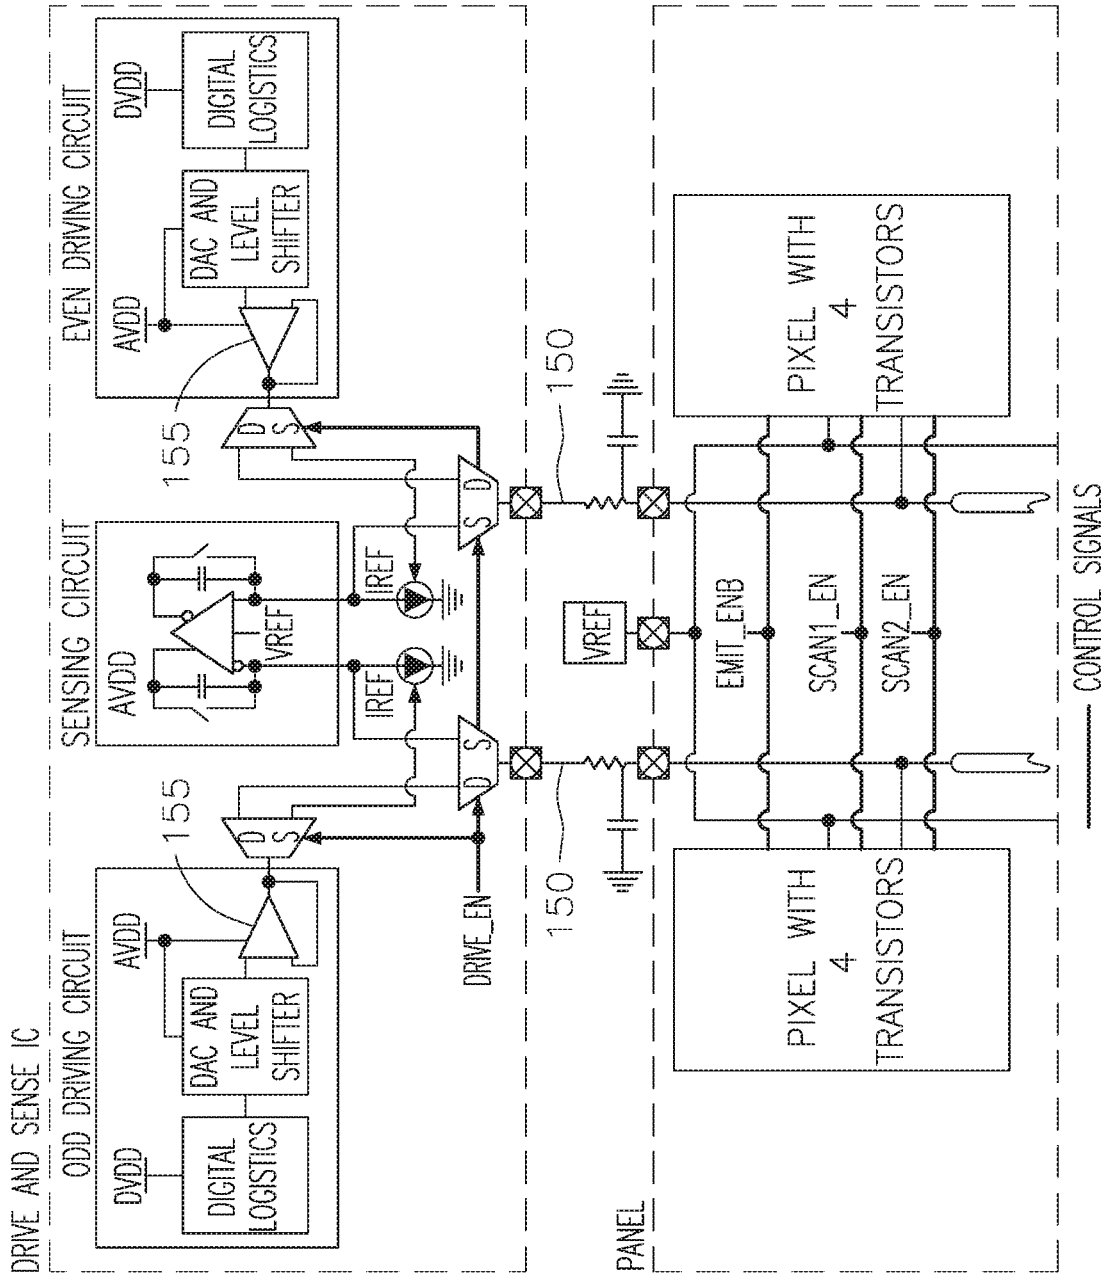 DRIVE AND SENSE IC
ODD DRIVING CIRCUIT
SENSING CIRCUIT
EVEN DRIVING CIRCUIT
DVDD
AVDD
AVDD
AVDD
DVDD
DIGITAL
LOGISTICS
DAC AND
LEVEL
SHIFTER
155
VREF
155
DAC AND
LEVEL
SHIFTER
DIGITAL
LOGISTICS
D
S
IREF
IREF
D
S
DRIVE_EN
D
S
S
D
150
150
PANEL
VREF
PIXEL WITH
4
TRANSISTORS
EMIT_ENB
SCAN1_EN
SCAN2_EN
PIXEL WITH
4
TRANSISTORS
CONTROL SIGNALS